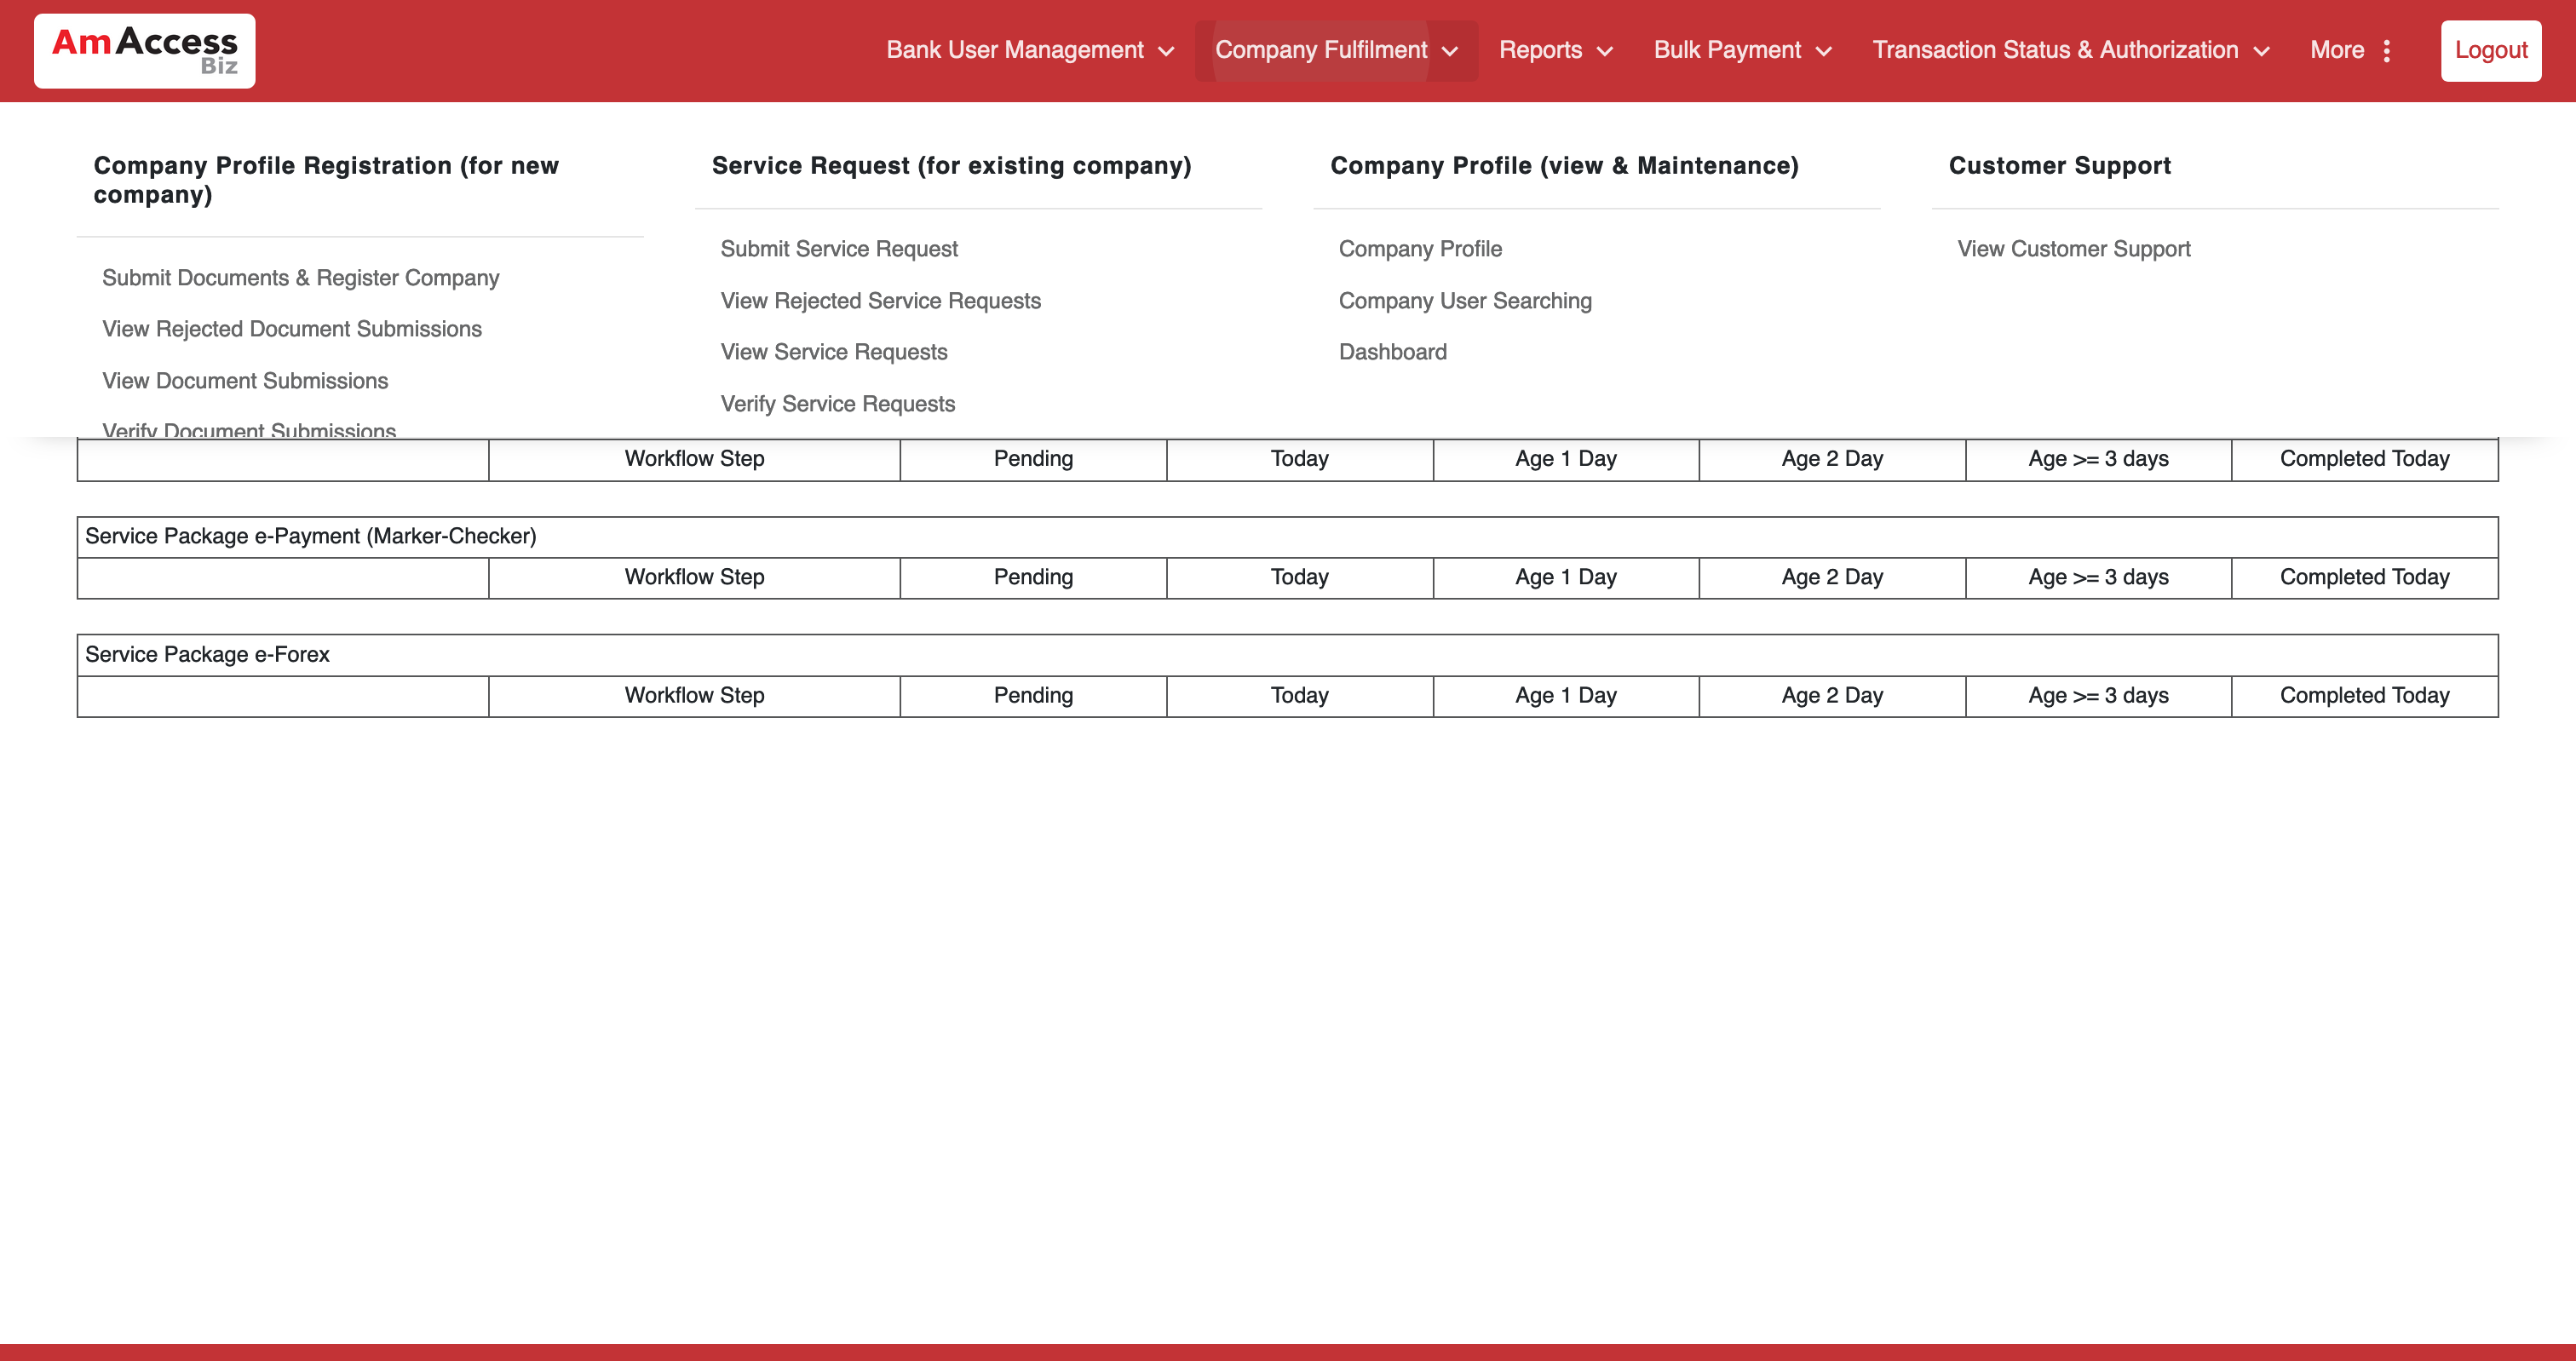 AmAccess
Biz
Bank User Management
Company Fulfilment
Reports
Bulk Payment
Transaction Status & Authorization
More
Logout
Company Profile Registration (for new
company)
Submit Documents & Register Company
View Rejected Document Submissions
View Document Submissions
Verify Document Submissions
Service Request (for existing company)
Submit Service Request
View Rejected Service Requests
View Service Requests
Verify Service Requests
Company Profile (view & Maintenance)
Company Profile
Company User Searching
Dashboard
Customer Support
View Customer Support
Workflow Step Pending Today Age 1 Day Age 2 Day Age >= 3 days Completed Today
Service Package e-Payment (Marker-Checker)
Workflow Step Pending Today Age 1 Day Age 2 Day Age >= 3 days Completed Today
Service Package e-Forex
Workflow Step Pending Today Age 1 Day Age 2 Day Age >= 3 days Completed Today